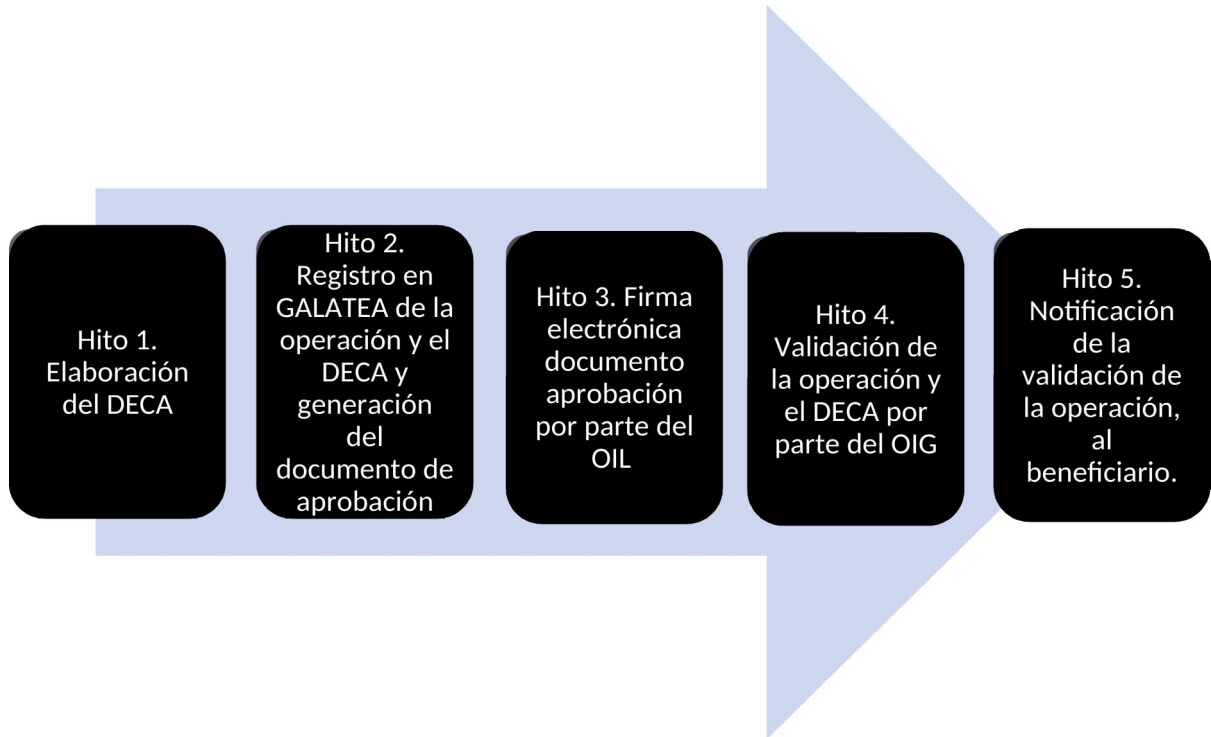 Hito 1.
Elaboración
del DECA
Hito 2.
Registro en
GALATEA de la
operación y el
DECA y
generación
del
documento de
aprobación
Hito 3. Firma
electrónica
documento
aprobación
por parte del
OIL
Hito 4.
Validación de
la operación y
el DECA por
parte del OIG
Hito 5.
Notificación
de la
validación de
la operación,
al
beneficiario.